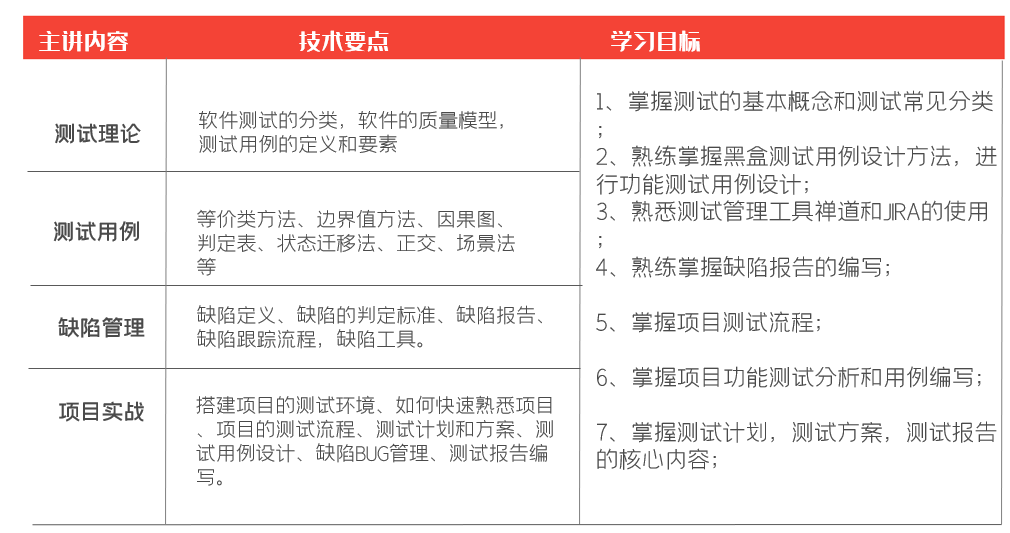 主讲内容
技术要点
学习目标
测试理论
软件测试的分类，软件的质量模型，
测试用例的定义和要素
测试用例
等价类方法、边界值方法、因果图、
判定表、状态迁移法、正交、场景法
等
缺陷管理
缺陷定义、缺陷的判定标准、缺陷报告、
缺陷跟踪流程，缺陷工具。
项目实战
搭建项目的测试环境、如何快速熟悉项目
、项目的测试流程、测试计划和方案、测
试用例设计、缺陷BUG管理、测试报告编
写。
1、掌握测试的基本概念和测试常见分类
；
2、熟练掌握黑盒测试用例设计方法，进
行功能测试用例设计；
3、熟悉测试管理工具禅道和JIRA的使用
；
4、熟练掌握缺陷报告的编写；
5、掌握项目测试流程；
6、掌握项目功能测试分析和用例编写；
7、掌握测试计划，测试方案，测试报告
的核心内容；